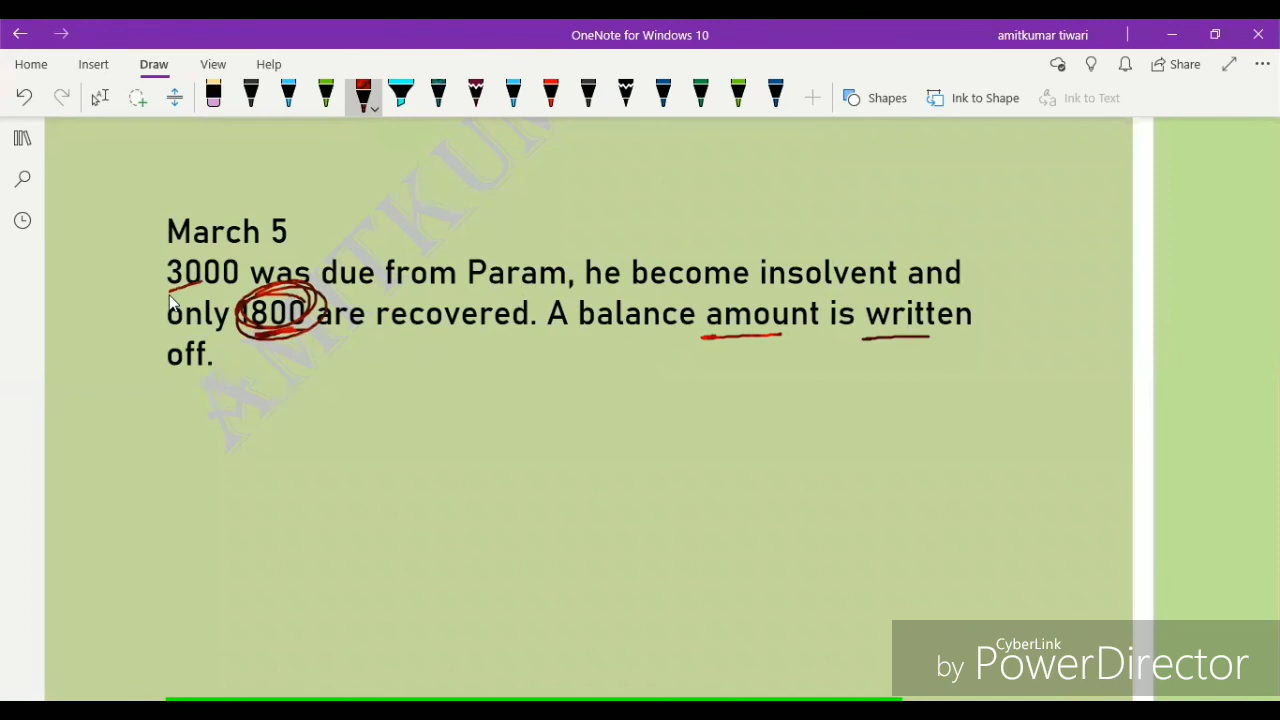 OneNote for Windows 10
amitkumar tiwari
Home Insert Draw View Help
Share
Shapes Ink to Shape Ink to Text
AMITKUM
March 5
3000 was due from Param, he become insolvent and
only 1800 are recovered. A balance amount is written
off.
CyberLink
by PowerDirector